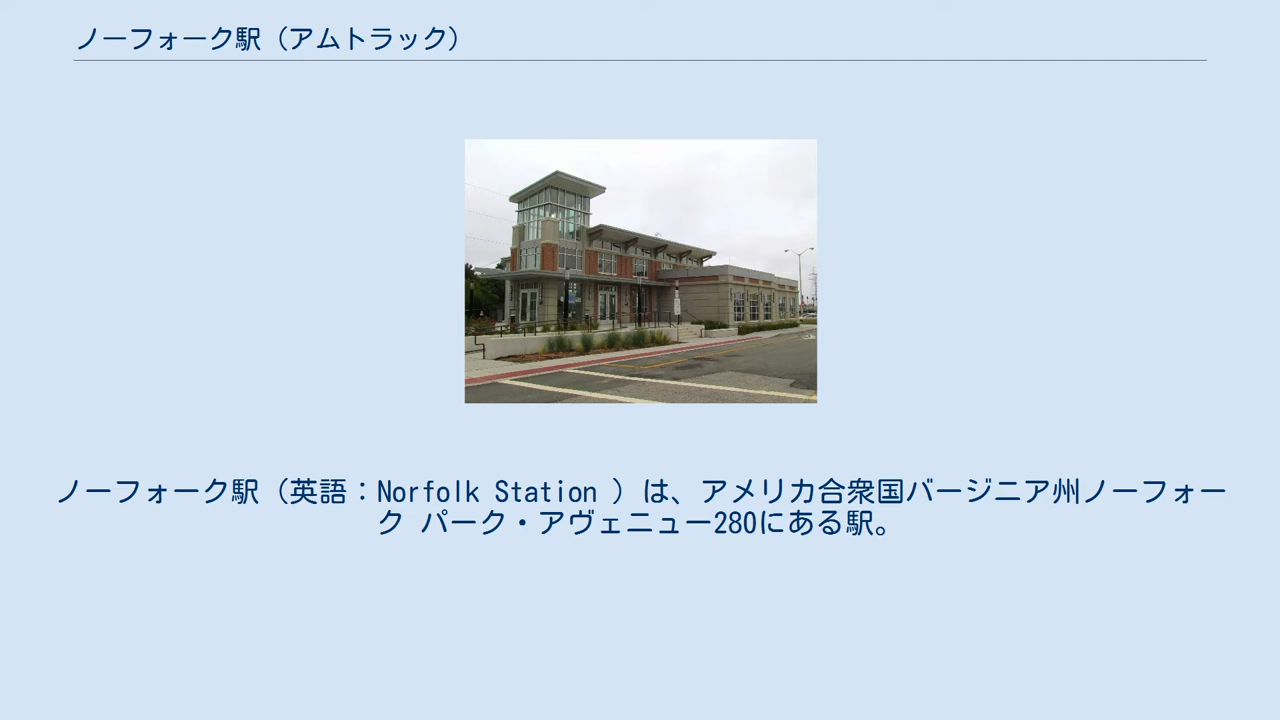 ノーフォーク駅（アムトラック）
ノーフォーク駅（英語：Norfolk Station ）は、アメリカ合衆国バージニア州ノーフォー
ク パーク・アヴェニュー280にある駅。